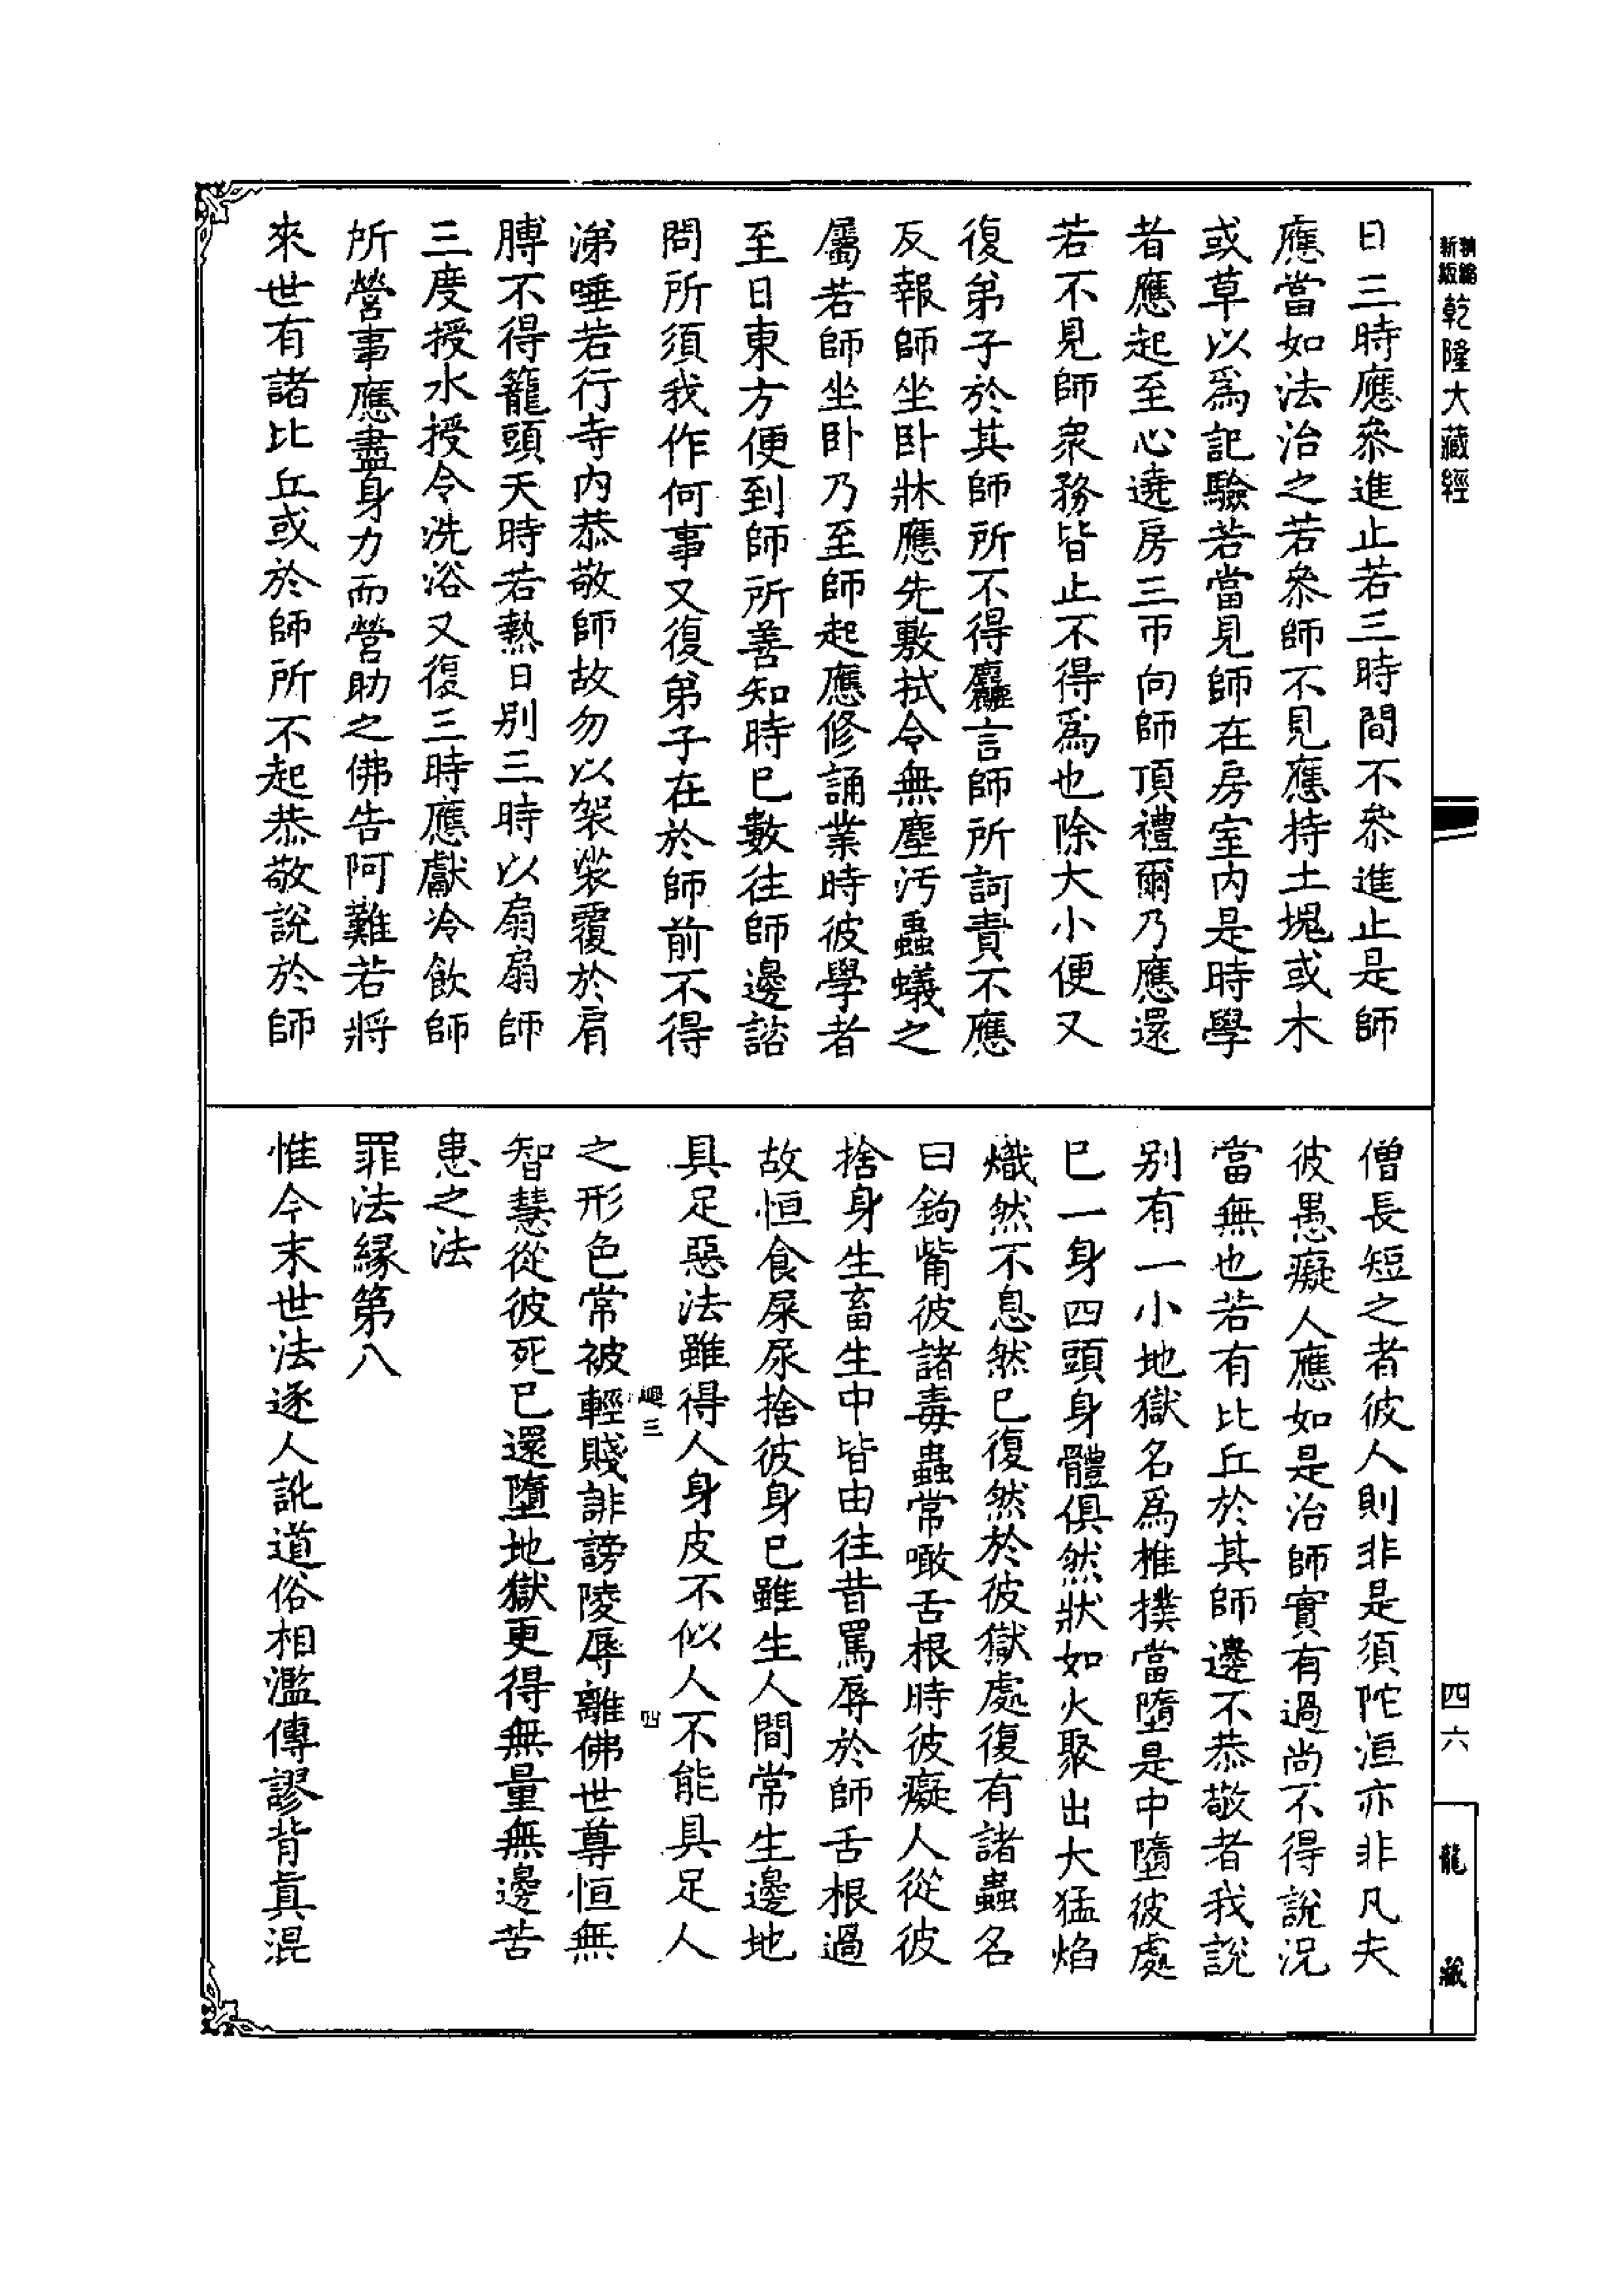 新版
精縮
乾隆大藏經
四六
龍藏
日三時應叅進止若三時間不叅進止是師
應當如法治之若叅師不見應持土塊或木
或草以爲記驗若當見師在房室内是時學
者應起至心遶房三帀向師頂禮爾乃應還
若不見師衆務皆止不得爲也除大小便又
復弟子於其師所不得麤言師所訶責不應
反報師坐卧牀應先敷拭令無塵汚蟲蟻之
屬若師坐卧乃至師起應修誦業時彼學者
至日東方便到師所善知時已數往師邊諮
問所須我作何事又復弟子在於師前不得
涕唾若行寺内恭敬師故勿以袈裟覆於肩
膊不得籠頭天時若熱日别三時以扇扇師
三度授水授令洗浴又復三時應獻冷飲師
所營事應盡身力而營助之佛告阿難若將
來世有諸比丘或於師所不起恭敬說於師
僧長短之者彼人則非是須陀洹亦非凡夫
彼愚癡人應如是治師實有過尚不得說況
當無也若有比丘於其師邊不恭敬者我說
别有一小地獄名爲椎撲當墮是中墮彼處
已一身四頭身體俱然狀如火聚出大猛焰
熾然不息然已復然於彼獄處復有諸蟲名
曰鉤觜彼諸毒蟲常噉舌根時彼癡人從彼
捨身生畜生中皆由往昔罵辱於師舌根過
故恒食屎尿捨彼身已雖生人間常生邊地
具足惡法雖得人身皮不似人不能具足人
之形色常被輕賤誹謗陵辱離佛世尊恒無
智慧從彼死已還墮地獄更得無量無邊苦
患之法
罪法緣第八
惟今末世法逐人訛道俗相濫傳謬背眞混